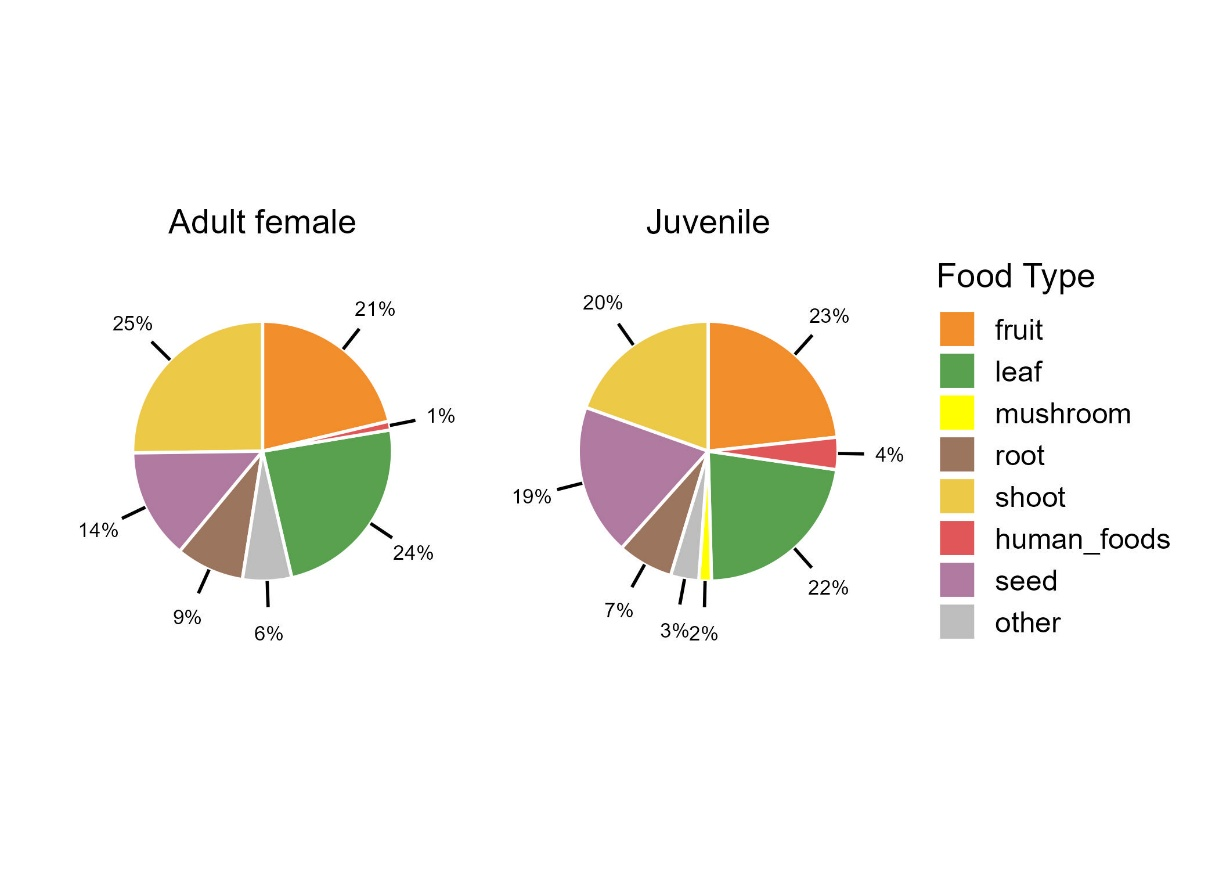 Adult female
21%
1%
24%
6%
9%
14%
25%
Juvenile
23%
4%
22%
2%
3%
7%
19%
20%
Food Type
fruit
leaf
mushroom
root
shoot
human_foods
seed
other